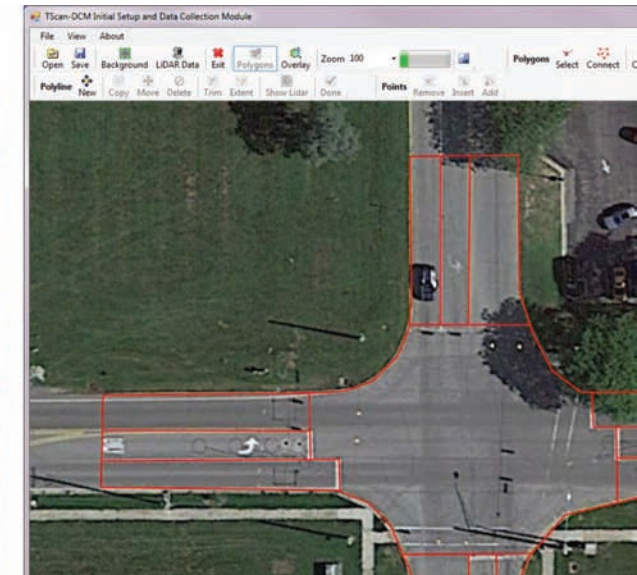 TScan-DCM Initial Setup and Data Collection Module
File View About
Open Save Background LiDAR Data Exit Polygons Overlay Zoom 100 Polygons Select Connect
Polyline New Copy Move Delete Trim Extent Show Lidar Done Points Remove Insert Add